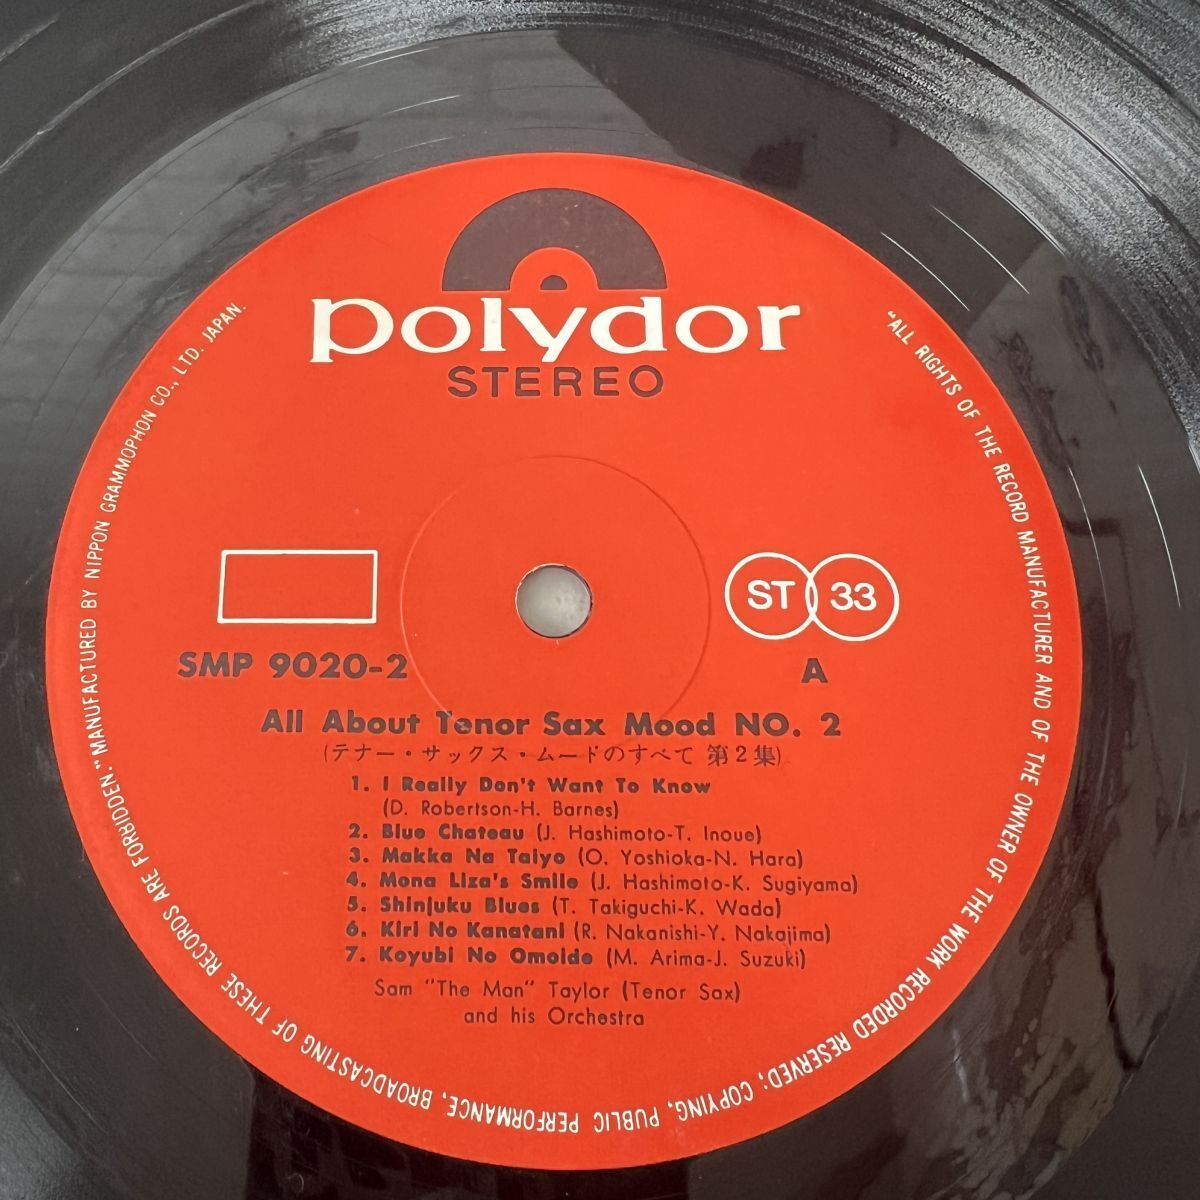 polydor
STEREO
ST 33
SMP 9020-2
A
All About Tenor Sax Mood NO. 2
(テナー・サックス・ムードのすべて 第2集)
1. I Really Don't Want To Know
(D. Robertson-H. Barnes)
2. Blue Chateau (J. Hashimoto-T. Inoue)
3. Makka Na Taiyo (O. Yoshioka-N. Hara)
4. Mona Liza's Smile (J. Hashimoto-K. Sugiyama)
5. Shinjuku Blues (T. Takiguchi-K. Wada)
6. Kiri No Kanatani (R. Nakanishi-Y. Nakajima)
7. Koyubi No Omoide (M. Arima-J. Suzuki)
Sam "The Man" Taylor (Tenor Sax)
and his Orchestra
"ALL RIGHTS OF THE RECORD MANUFACTURER AND OF THE OWNER OF THE WORK RECORDED RESERVED; COPYING, PUBLIC PERFORMANCE, BROADCASTING OF THESE RECORDS ARE FORBIDDEN." MANUFACTURED BY NIPPON GRAMMOPHON CO., LTD. JAPAN.